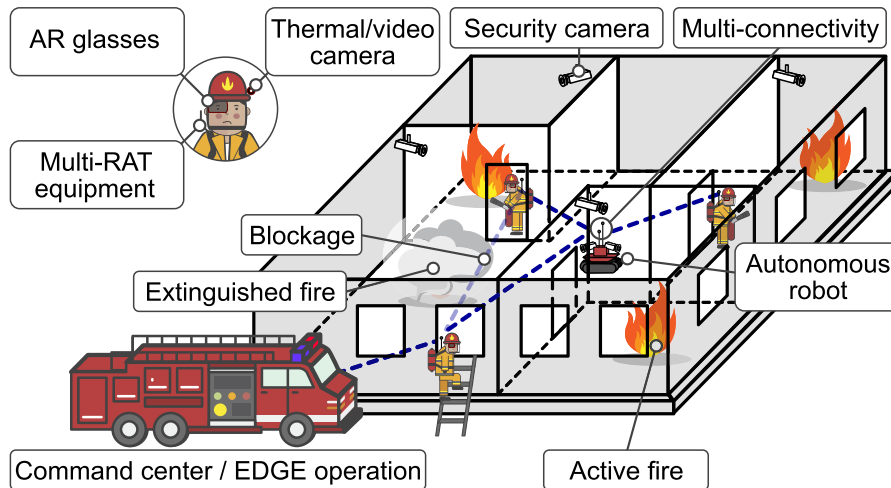 AR glasses
Thermal/video
camera
Security camera
Multi-connectivity
Multi-RAT
equipment
Blockage
Extinguished fire
Autonomous
robot
Command center / EDGE operation
Active fire